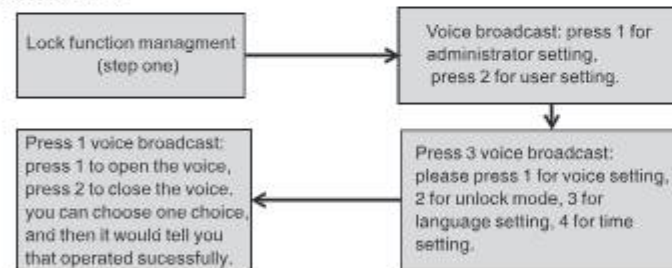 Lock function managment
(step one)
Voice broadcast: press 1 for
administrator setting,
press 2 for user setting.
Press 3 voice broadcast:
please press 1 for voice setting,
2 for unlock mode, 3 for
language setting, 4 for time
setting.
Press 1 voice broadcast:
press 1 to open the voice,
press 2 to close the voice.
you can choose one choice,
and then it would tell you
that operated sucessfully.